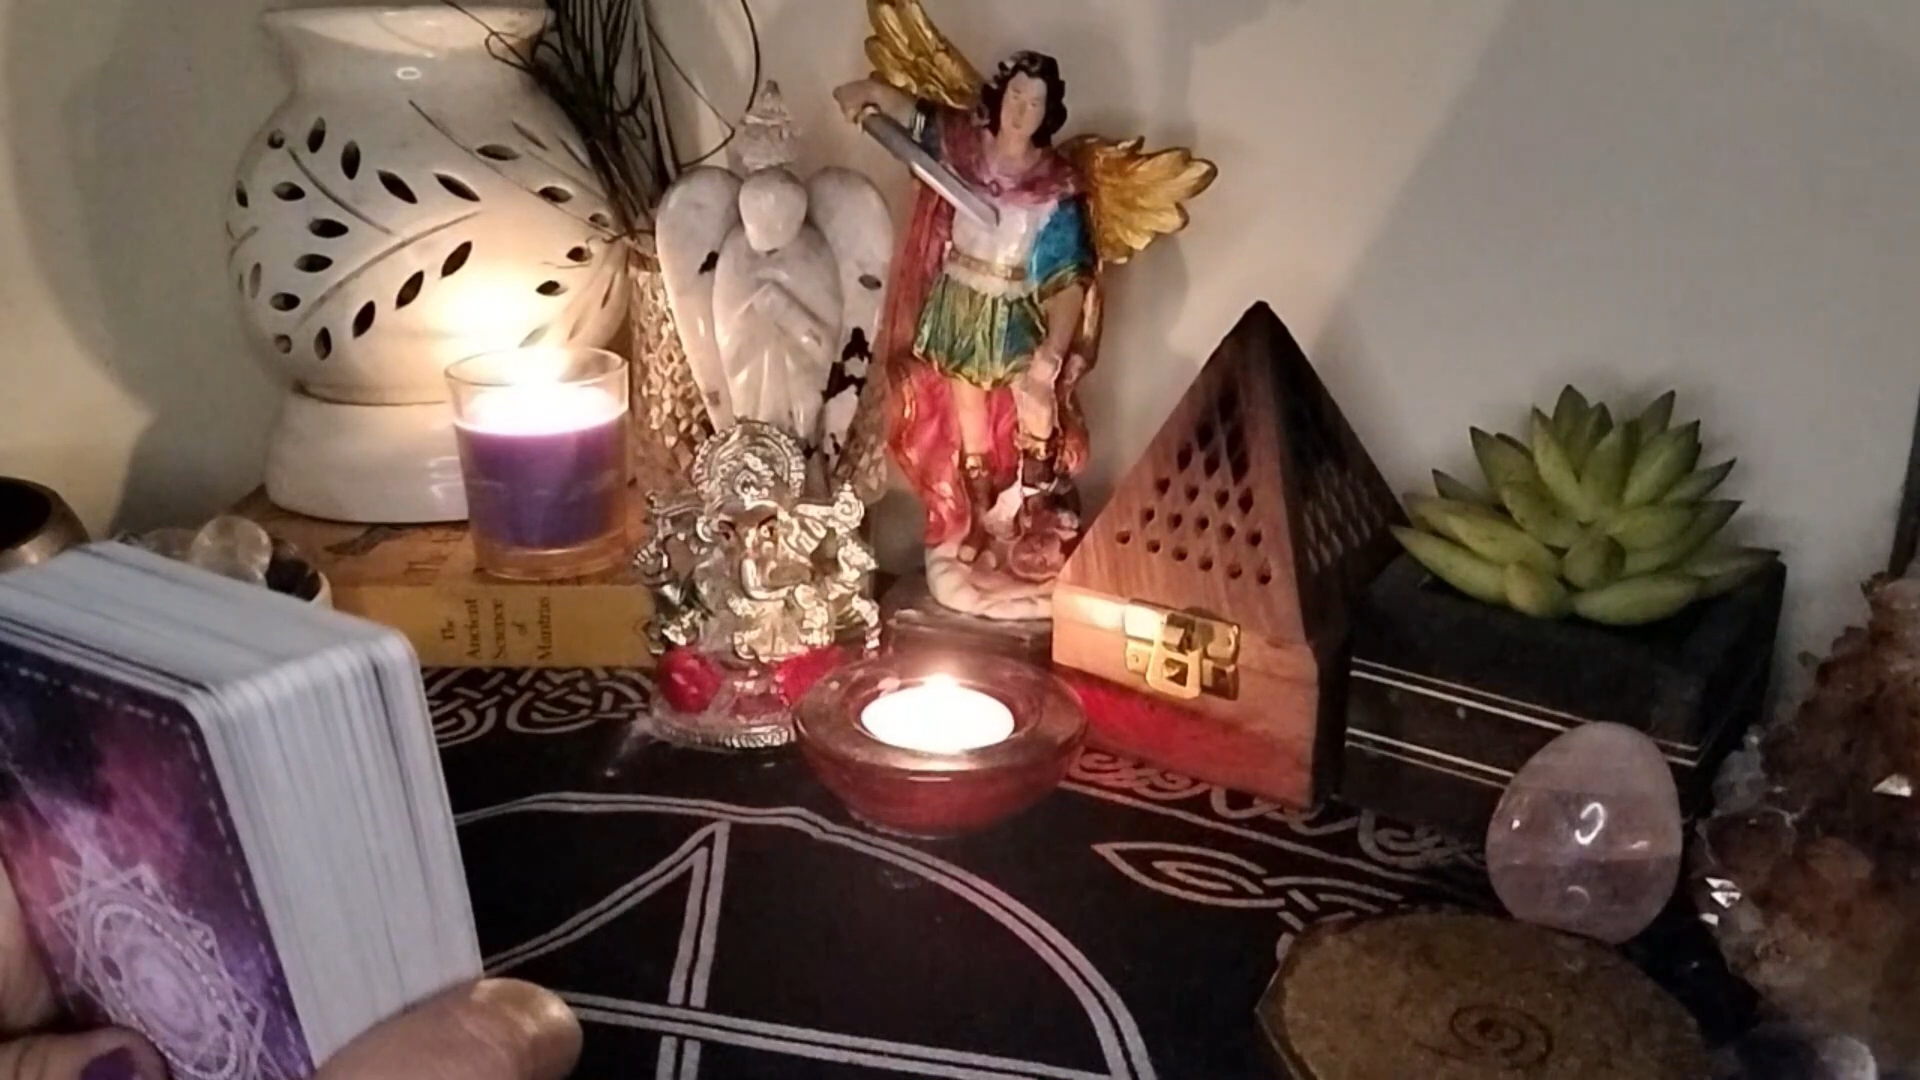 The
Ancient
Science
of
Mantras